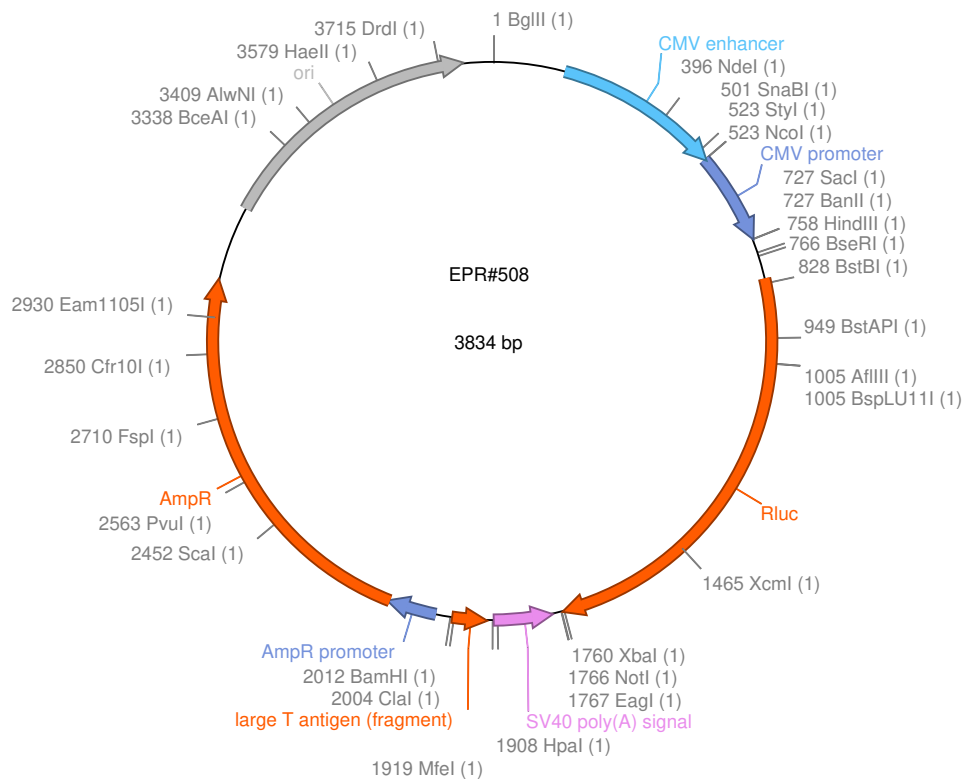 3715 DrdI (1)
1 BglII (1)
3579 HaeII (1)
ori
3409 AlwNI (1)
3338 BceAI (1)
CMV enhancer
396 NdeI (1)
501 SnaBI (1)
523 StyI (1)
523 NcoI (1)
CMV promoter
727 SacI (1)
727 BanII (1)
758 HindIII (1)
766 BseRI (1)
828 BstBI (1)
EPR#508
3834 bp
949 BstAPI (1)
1005 AflIII (1)
1005 BspLU11I (1)
Rluc
1465 XcmI (1)
1760 XbaI (1)
1766 NotI (1)
1767 EagI (1)
SV40 poly(A) signal
1908 HpaI (1)
1919 MfeI (1)
large T antigen (fragment)
2004 ClaI (1)
2012 BamHI (1)
AmpR promoter
2452 ScaI (1)
2563 PvuI (1)
AmpR
2710 FspI (1)
2850 Cfr10I (1)
2930 Eam1105I (1)